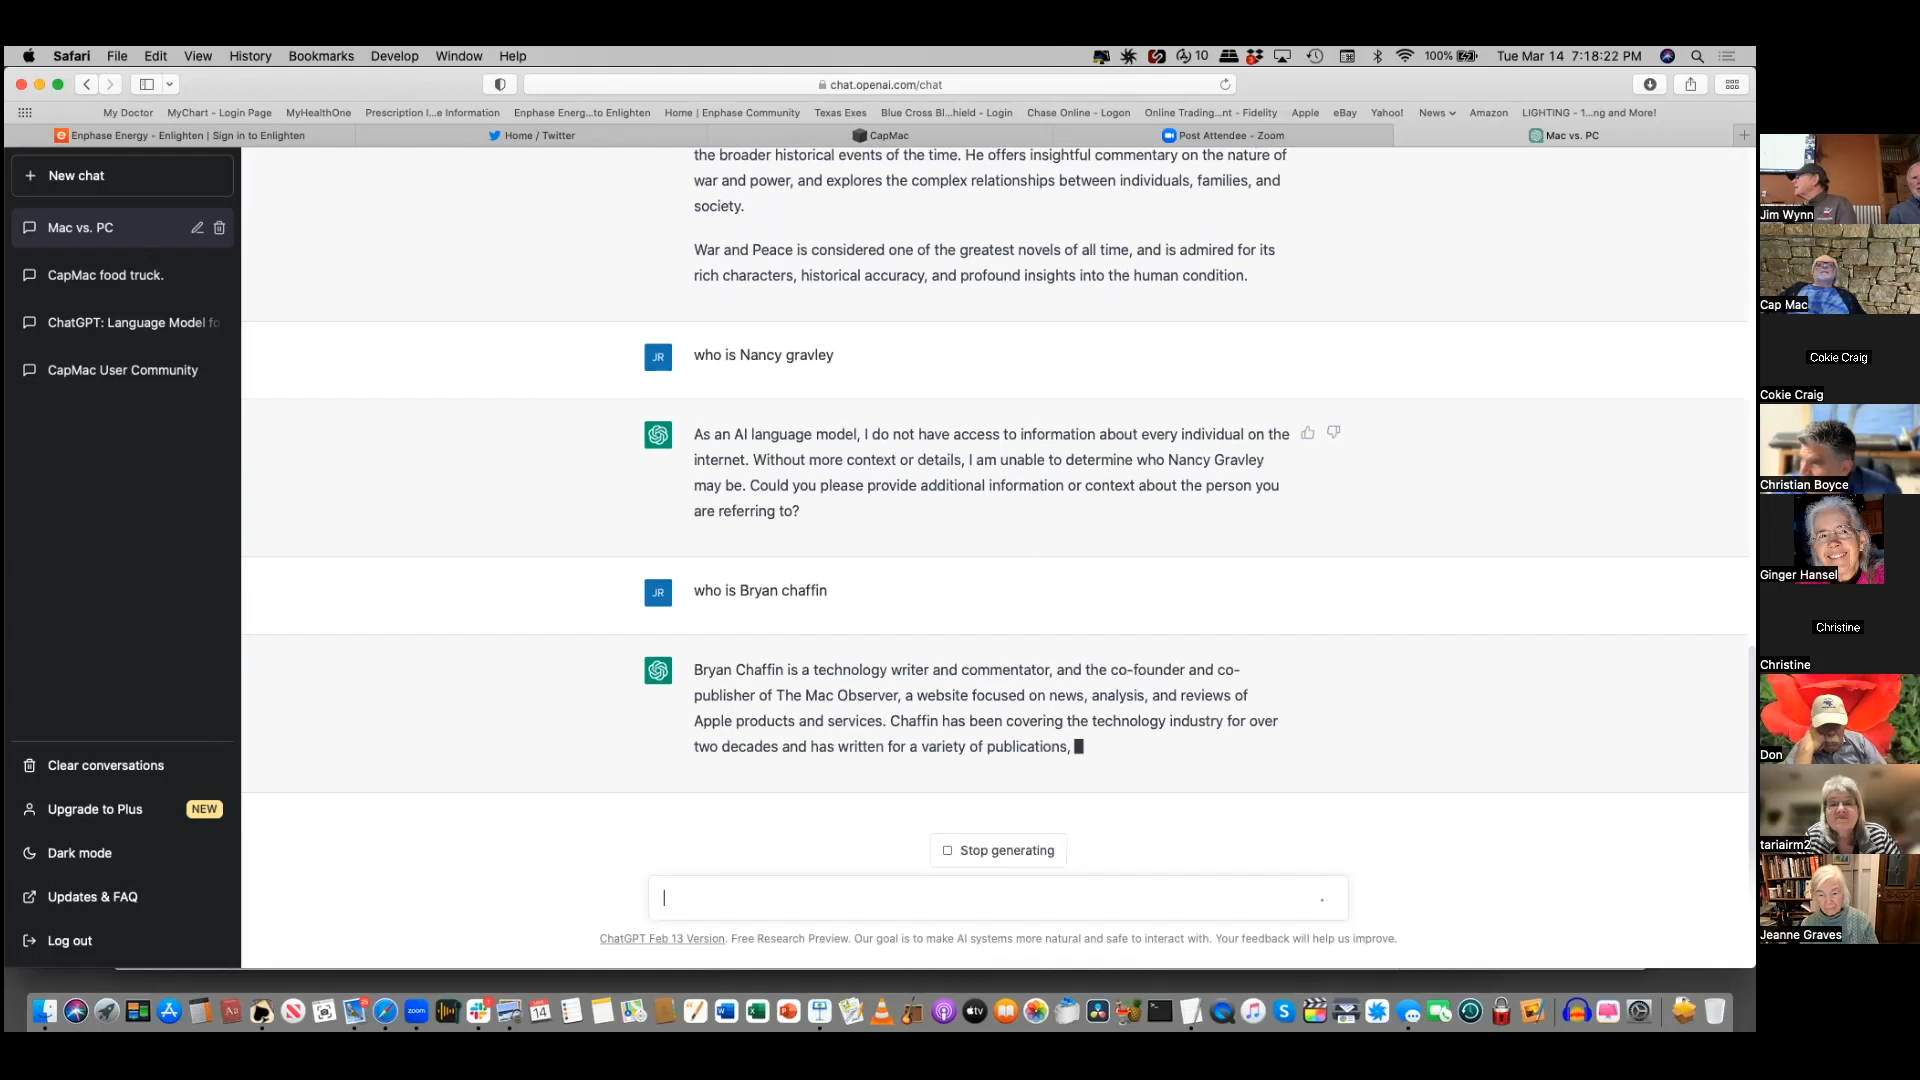 Safari File Edit View History Bookmarks Develop Window Help
10
100%
Tue Mar 14 7:18:22 PM
chat.openai.com/chat
My Doctor MyChart - Login Page MyHealthOne Prescription I...e Information Enphase Energ...to Enlighten Home | Enphase Community Texas Exes Blue Cross Bl...hield - Login Chase Online - Logon Online Trading...nt - Fidelity Apple eBay Yahoo! News Amazon LIGHTING - 1...ng and More!
Enphase Energy - Enlighten | Sign in to Enlighten
Home / Twitter
CapMac
Post Attendee - Zoom
Mac vs. PC
New chat
Mac vs. PC
CapMac food truck.
ChatGPT: Language Model fo
CapMac User Community
Clear conversations
Upgrade to Plus NEW
Dark mode
Updates & FAQ
Log out
the broader historical events of the time. He offers insightful commentary on the nature of
war and power, and explores the complex relationships between individuals, families, and
society.
War and Peace is considered one of the greatest novels of all time, and is admired for its
rich characters, historical accuracy, and profound insights into the human condition.
JR
who is Nancy gravley
As an AI language model, I do not have access to information about every individual on the
internet. Without more context or details, I am unable to determine who Nancy Gravley
may be. Could you please provide additional information or context about the person you
are referring to?
JR
who is Bryan chaffin
Bryan Chaffin is a technology writer and commentator, and the co-founder and co-
publisher of The Mac Observer, a website focused on news, analysis, and reviews of
Apple products and services. Chaffin has been covering the technology industry for over
two decades and has written for a variety of publications,
Stop generating
ChatGPT Feb 13 Version. Free Research Preview. Our goal is to make AI systems more natural and safe to interact with. Your feedback will help us improve.
Jim Wynn
Cap Mac
Cokie Craig
Cokie Craig
Christian Boyce
Ginger Hansel
Christine
Christine
Don
tariairm2
Jeanne Graves
zoom
14
tv